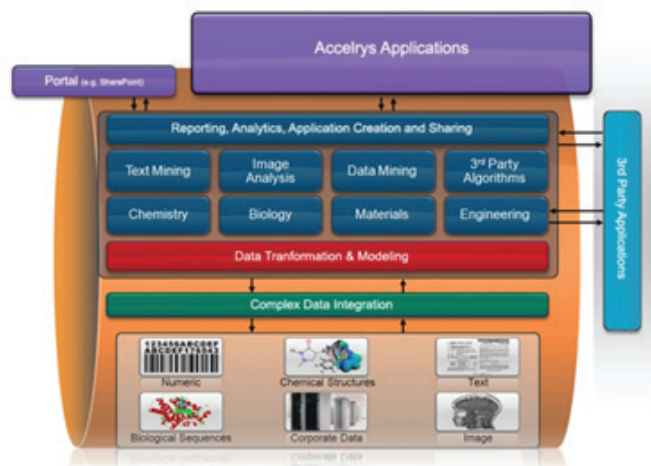 Accelrys Applications
Portal (e.g. SharePoint)
Reporting, Analytics, Application Creation and Sharing
Text Mining
Image
Analysis
Data Mining
3rd Party
Algorithms
Chemistry
Biology
Materials
Engineering
Data Tranformation & Modeling
Complex Data Integration
3rd Party Applications
123456ABCDEF
ABCDEF176543
Numeric
Chemical Structures
Text
Biological Sequences
Corporate Data
Image